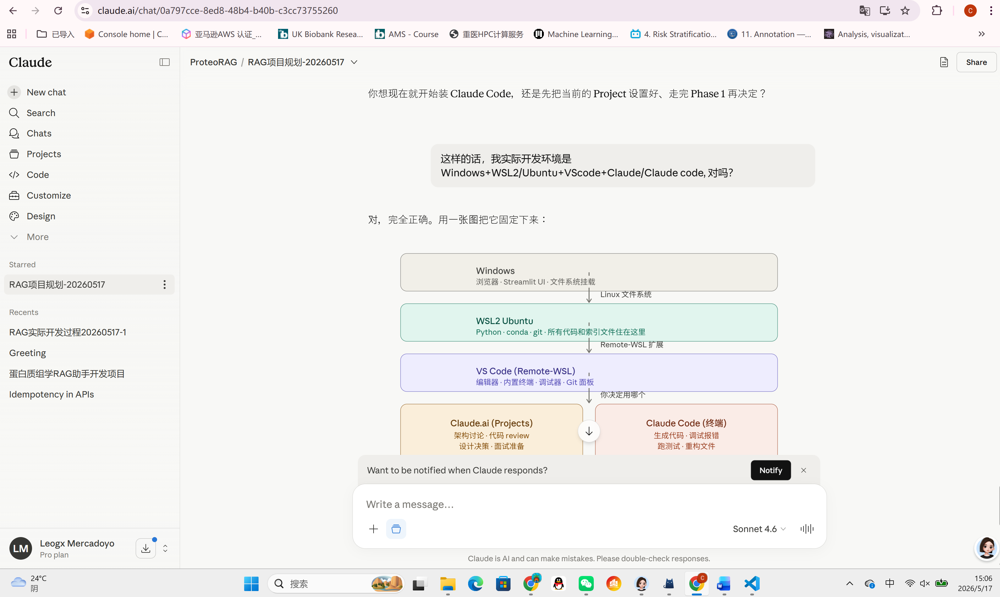 claude.ai/chat/0a797cce-8ed8-48b4-b40b-c3cc73755260
C
已导入
Console home | C...
亚马逊AWS 认证_...
UK Biobank Resea...
AMS - Course
重医HPC计算服务
Machine Learning...
4. Risk Stratificatio...
11. Annotation —...
Analysis, visualizat...
Claude
New chat
Search
Chats
Projects
Code
Customize
Design
More
Starred
RAG项目规划-20260517
Recents
RAG实际开发过程20260517-1
Greeting
蛋白质组学RAG助手开发项目
Idempotency in APIs
LM
Leogx Mercadoyo
Pro plan
ProteoRAG / RAG项目规划-20260517
Share
你想现在就开始装 Claude Code，还是先把当前的 Project 设置好、走完 Phase 1 再决定？
这样的话，我实际开发环境是
Windows+WSL2/Ubuntu+VScode+Claude/Claude code, 对吗？
对，完全正确。用一张图把它固定下来：
Windows
浏览器 · Streamlit UI · 文件系统挂载
Linux 文件系统
WSL2 Ubuntu
Python · conda · git · 所有代码和索引文件住在这里
Remote-WSL 扩展
VS Code (Remote-WSL)
编辑器 · 内置终端 · 调试器 · Git 面板
你决定用哪个
Claude.ai (Projects)
架构讨论 · 代码 review
设计决策 · 面试准备
Claude Code (终端)
生成代码 · 调试报错
跑测试 · 重构文件
Want to be notified when Claude responds?
Notify
Write a message...
Sonnet 4.6
Claude is AI and can make mistakes. Please double-check responses.
24°C
阴
搜索
C
中
15:06
2026/5/17